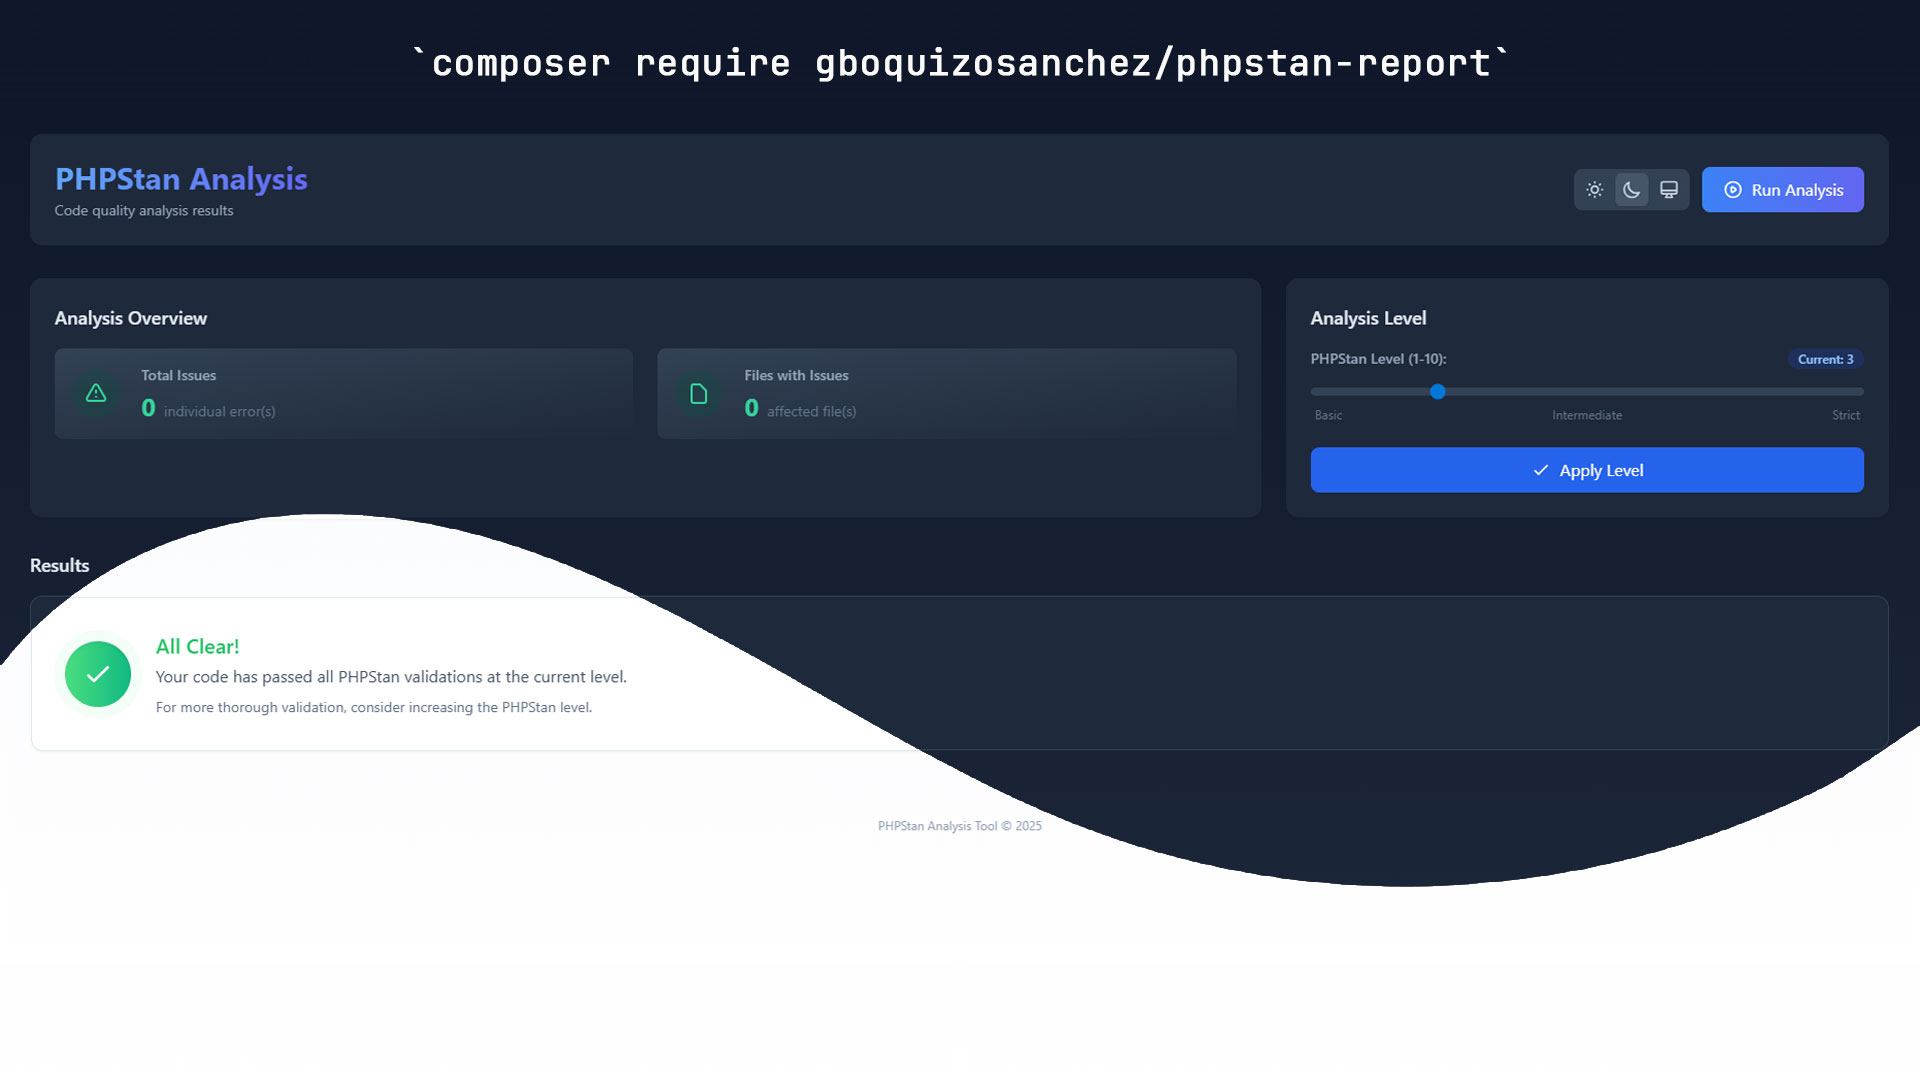 `composer require gboquizosanchez/phpstan-report`
PHPStan Analysis
Code quality analysis results
Run Analysis
Analysis Overview
Total Issues
0 individual error(s)
Files with Issues
0 affected file(s)
Analysis Level
PHPStan Level (1-10):
Current: 3
Basic
Intermediate
Strict
Apply Level
Results
All Clear!
Your code has passed all PHPStan validations at the current level.
For more thorough validation, consider increasing the PHPStan level.
PHPStan Analysis Tool © 2025